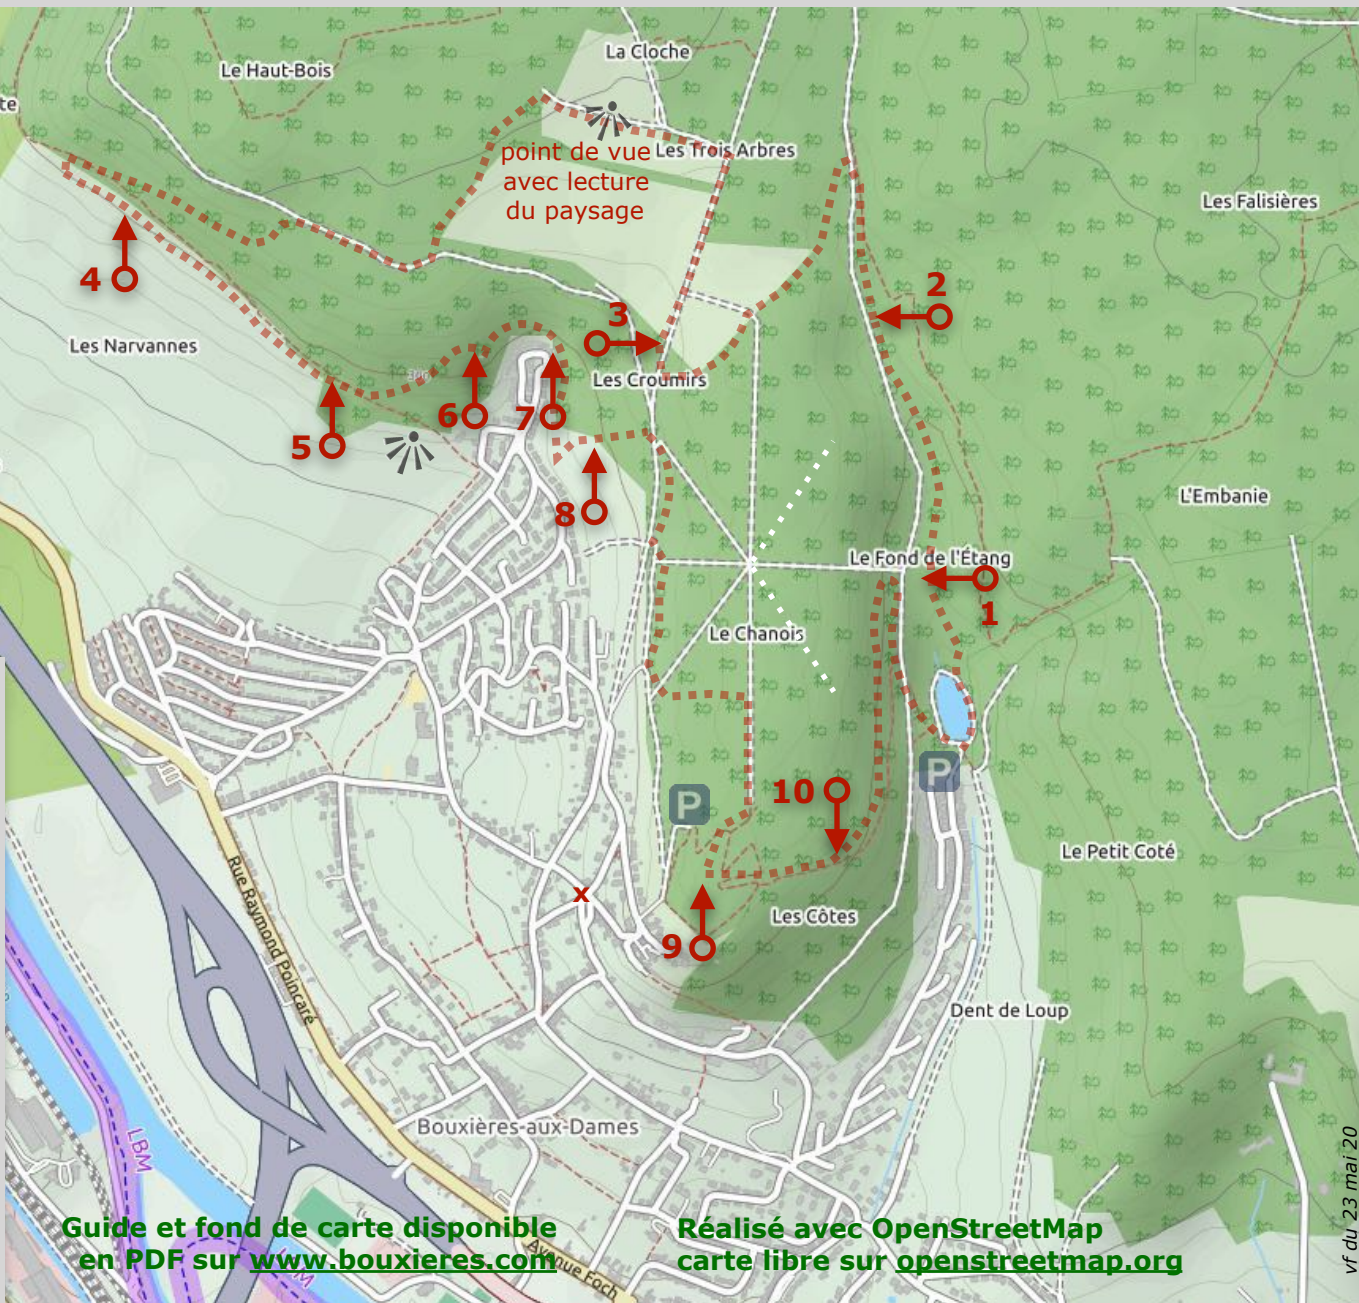 La Cloche
Le Haut-Bois
te
point de vue
avec lecture
du paysage
Les Trois Arbres
Les Falisières
4
2
3
Les Narvannes
Les Croumirs
6
7
5
L'Embanie
8
Le Fond de l'Étang
1
Le Chanois
P
P
10
Le Petit Coté
Rue Raymond Poincaré
x
Les Côtes
9
Dent de Loup
Bouxières-aux-Dames
LBM
Guide et fond de carte disponible
en PDF sur www.bouxieres.com
LBM
Avenue Foch
Réalisé avec OpenStreetMap
carte libre sur openstreetmap.org
vf du 23 mai 20